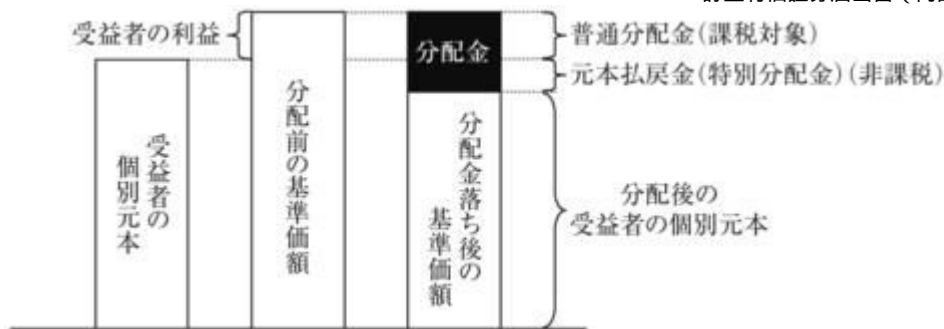 受益者の利益
分配金
普通分配金(課税対象)
元本払戻金(特別分配金)(非課税)
受益者の
個別元本
分配前の基準価額
分配金落ち後の
基準価額
分配後の
受益者の個別元本